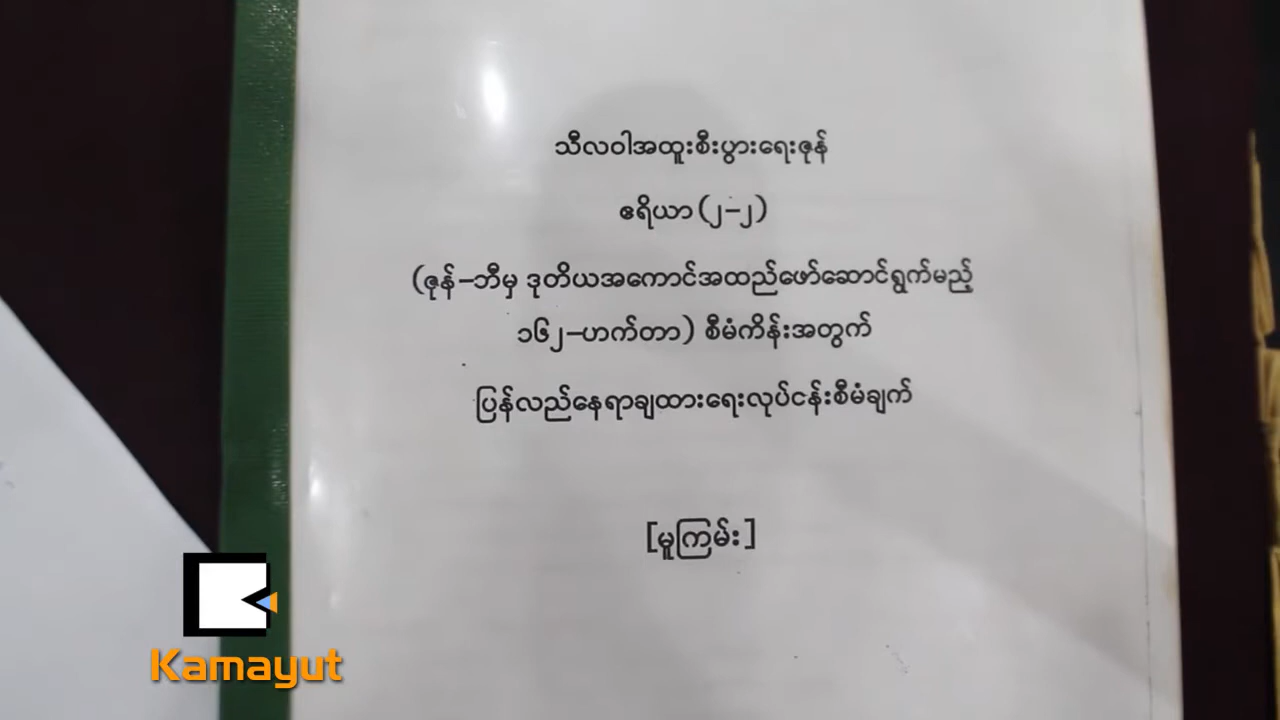 သီလဝါအထူးစီးပွားရေးဇုန်
ဧရိယာ (၂–၂)
(ဇုန်–ဘီမှ ဒုတိယအကောင်အထည်ဖော်ဆောင်ရွက်မည့်
၁၆၂–ဟက်တာ) စီမံကိန်းအတွက်
ပြန်လည်နေရာချထားရေးလုပ်ငန်းစီမံချက်
[မူကြမ်း]
Kamayut